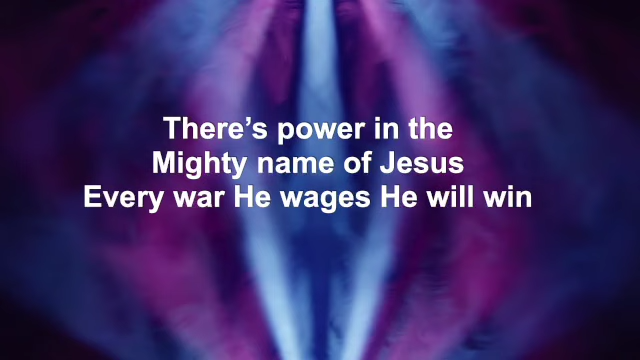 There’s power in the
Mighty name of Jesus
Every war He wages He will win